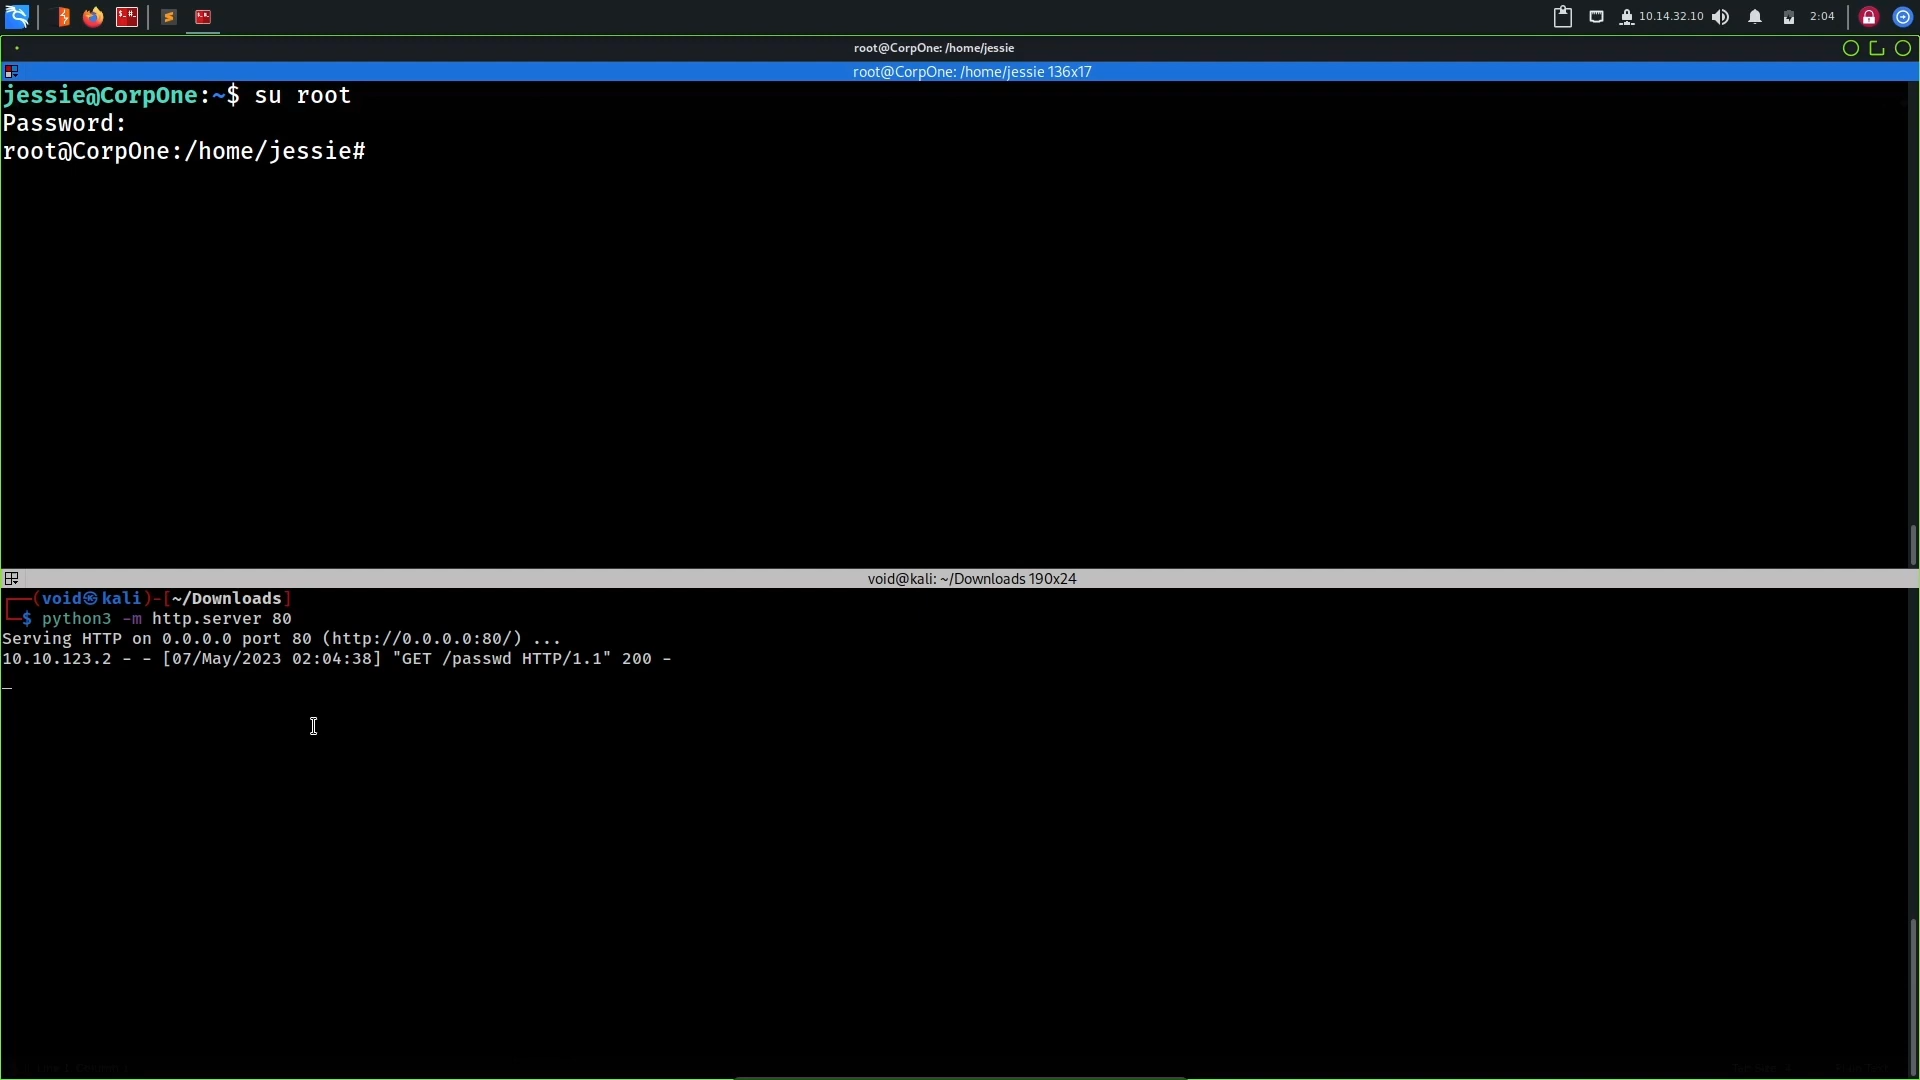 10.14.32.10
2:04
root@CorpOne: /home/jessie
root@CorpOne: /home/jessie 136x17
jessie@CorpOne:~$ su root
Password:
root@CorpOne:/home/jessie#
void@kali: ~/Downloads 190x24
┌──(void㉿kali)-[~/Downloads]
└─$ python3 -m http.server 80
Serving HTTP on 0.0.0.0 port 80 (http://0.0.0.0:80/) ...
10.10.123.2 - - [07/May/2023 02:04:38] "GET /passwd HTTP/1.1" 200 -